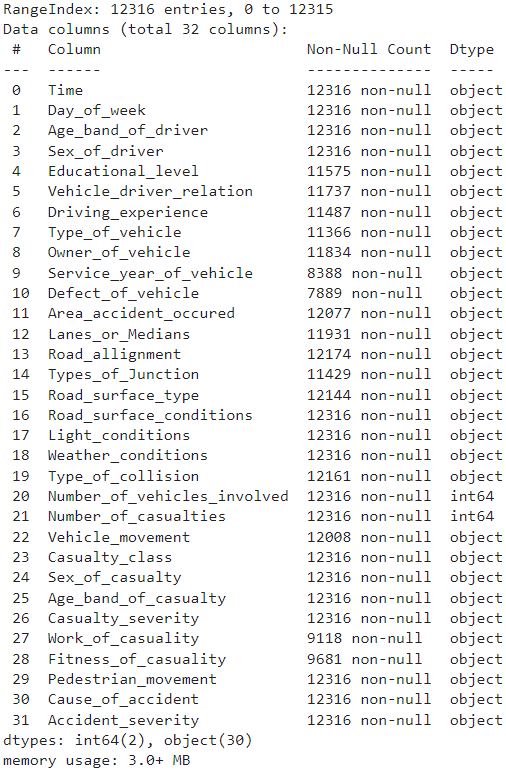 RangeIndex: 12316 entries, 0 to 12315
Data columns (total 32 columns):
 #   Column                       Non-Null Count  Dtype
---  ------                       --------------  -----
 0   Time                         12316 non-null  object
 1   Day_of_week                  12316 non-null  object
 2   Age_band_of_driver           12316 non-null  object
 3   Sex_of_driver                12316 non-null  object
 4   Educational_level            11575 non-null  object
 5   Vehicle_driver_relation      11737 non-null  object
 6   Driving_experience           11487 non-null  object
 7   Type_of_vehicle              11366 non-null  object
 8   Owner_of_vehicle             11834 non-null  object
 9   Service_year_of_vehicle      8388 non-null   object
 10  Defect_of_vehicle            7889 non-null   object
 11  Area_accident_occured        12077 non-null  object
 12  Lanes_or_Medians             11931 non-null  object
 13  Road_allignment              12174 non-null  object
 14  Types_of_Junction            11429 non-null  object
 15  Road_surface_type            12144 non-null  object
 16  Road_surface_conditions      12316 non-null  object
 17  Light_conditions             12316 non-null  object
 18  Weather_conditions           12316 non-null  object
 19  Type_of_collision            12161 non-null  object
 20  Number_of_vehicles_involved  12316 non-null  int64
 21  Number_of_casualties         12316 non-null  int64
 22  Vehicle_movement             12008 non-null  object
 23  Casualty_class               12316 non-null  object
 24  Sex_of_casualty              12316 non-null  object
 25  Age_band_of_casualty         12316 non-null  object
 26  Casualty_severity            12316 non-null  object
 27  Work_of_casuality            9118 non-null   object
 28  Fitness_of_casuality         9681 non-null   object
 29  Pedestrian_movement          12316 non-null  object
 30  Cause_of_accident            12316 non-null  object
 31  Accident_severity            12316 non-null  object
dtypes: int64(2), object(30)
memory usage: 3.0+ MB